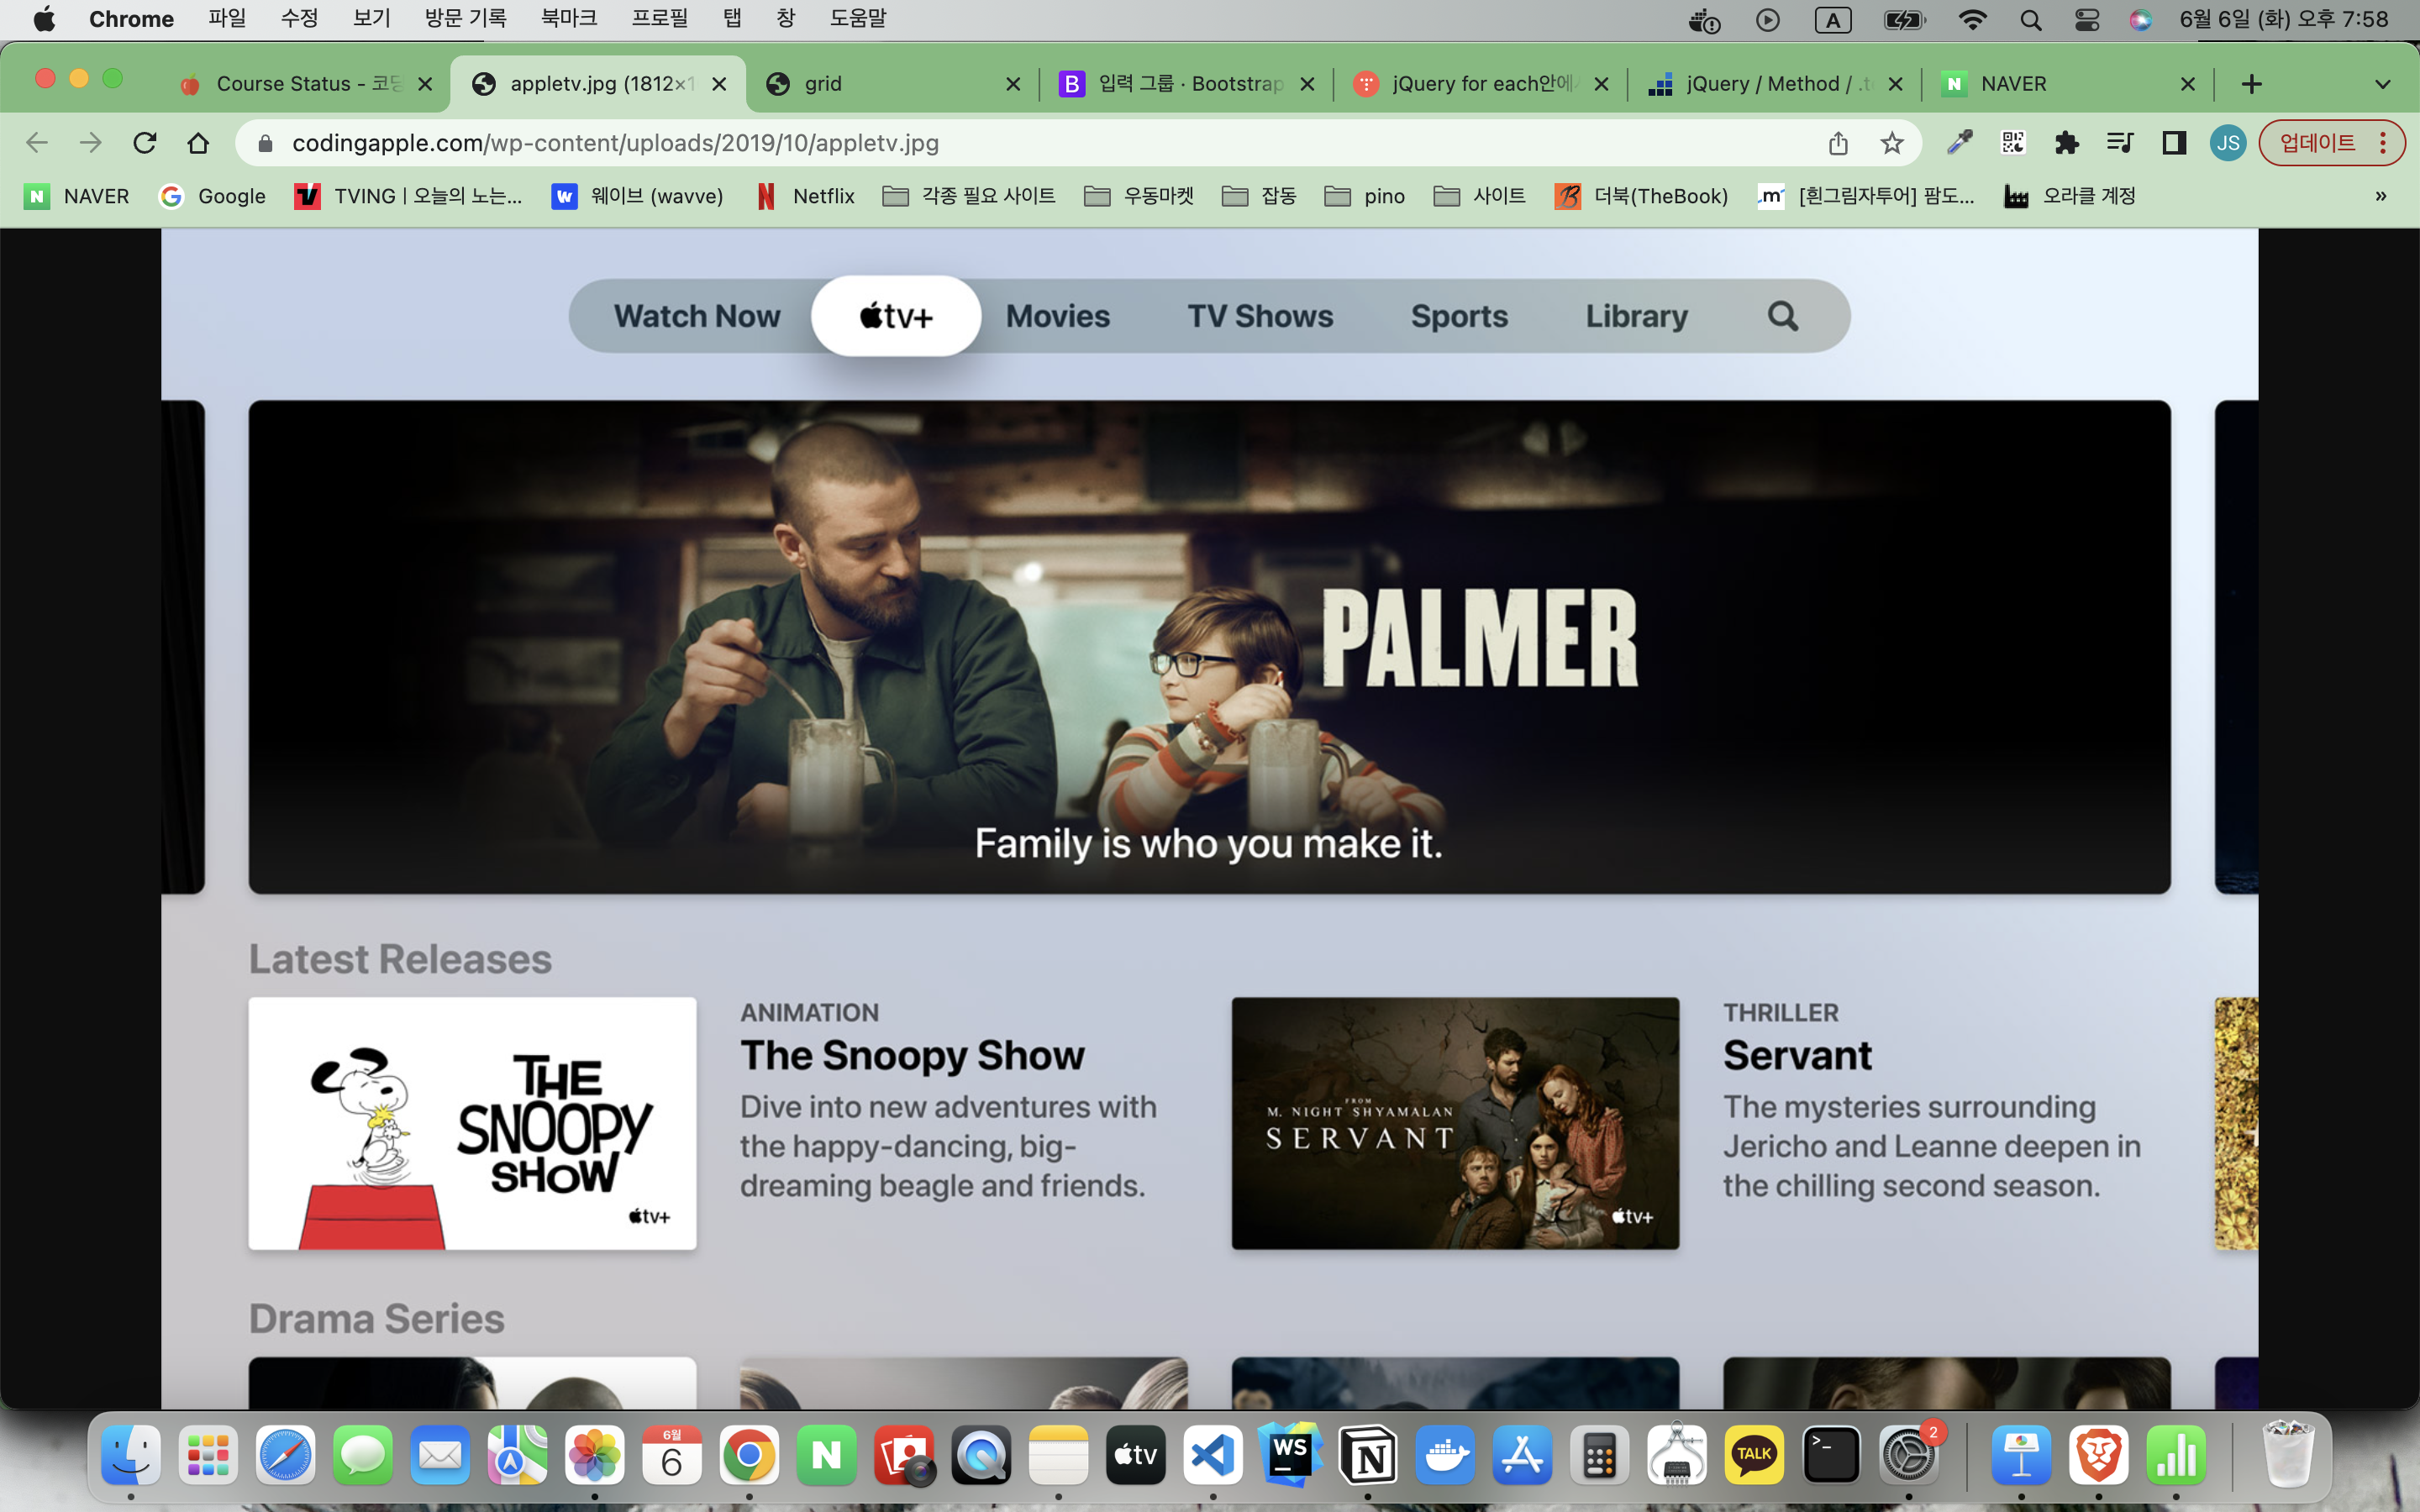 Chrome 파일 수정 보기 방문 기록 북마크 프로필 탭 창 도움말 A 6월 6일 (화) 오후 7:58
Course Status - 코딩 appletv.jpg (1812×1 grid B 입력 그룹 · Bootstrap jQuery for each안에 jQuery / Method / .t N NAVER
codingapple.com/wp-content/uploads/2019/10/appletv.jpg JS 업데이트
N NAVER G Google TVING | 오늘의 노는... w 웨이브 (wavve) N Netflix 각종 필요 사이트 우동마켓 잡동 pino 사이트 B 더북(TheBook) m [흰그림자투어] 팜도... 오라클 계정 »
Watch Now tv+ Movies TV Shows Sports Library
PALMER
Family is who you make it.
Latest Releases
THE
SNOOPY
SHOW
tv+
ANIMATION
The Snoopy Show
Dive into new adventures with
the happy-dancing, big-
dreaming beagle and friends.
FROM
M. NIGHT SHYAMALAN
SERVANT
tv+
THRILLER
Servant
The mysteries surrounding
Jericho and Leanne deepen in
the chilling second season.
Drama Series
6월
6
N
tv
WS
N
TALK
>_
2